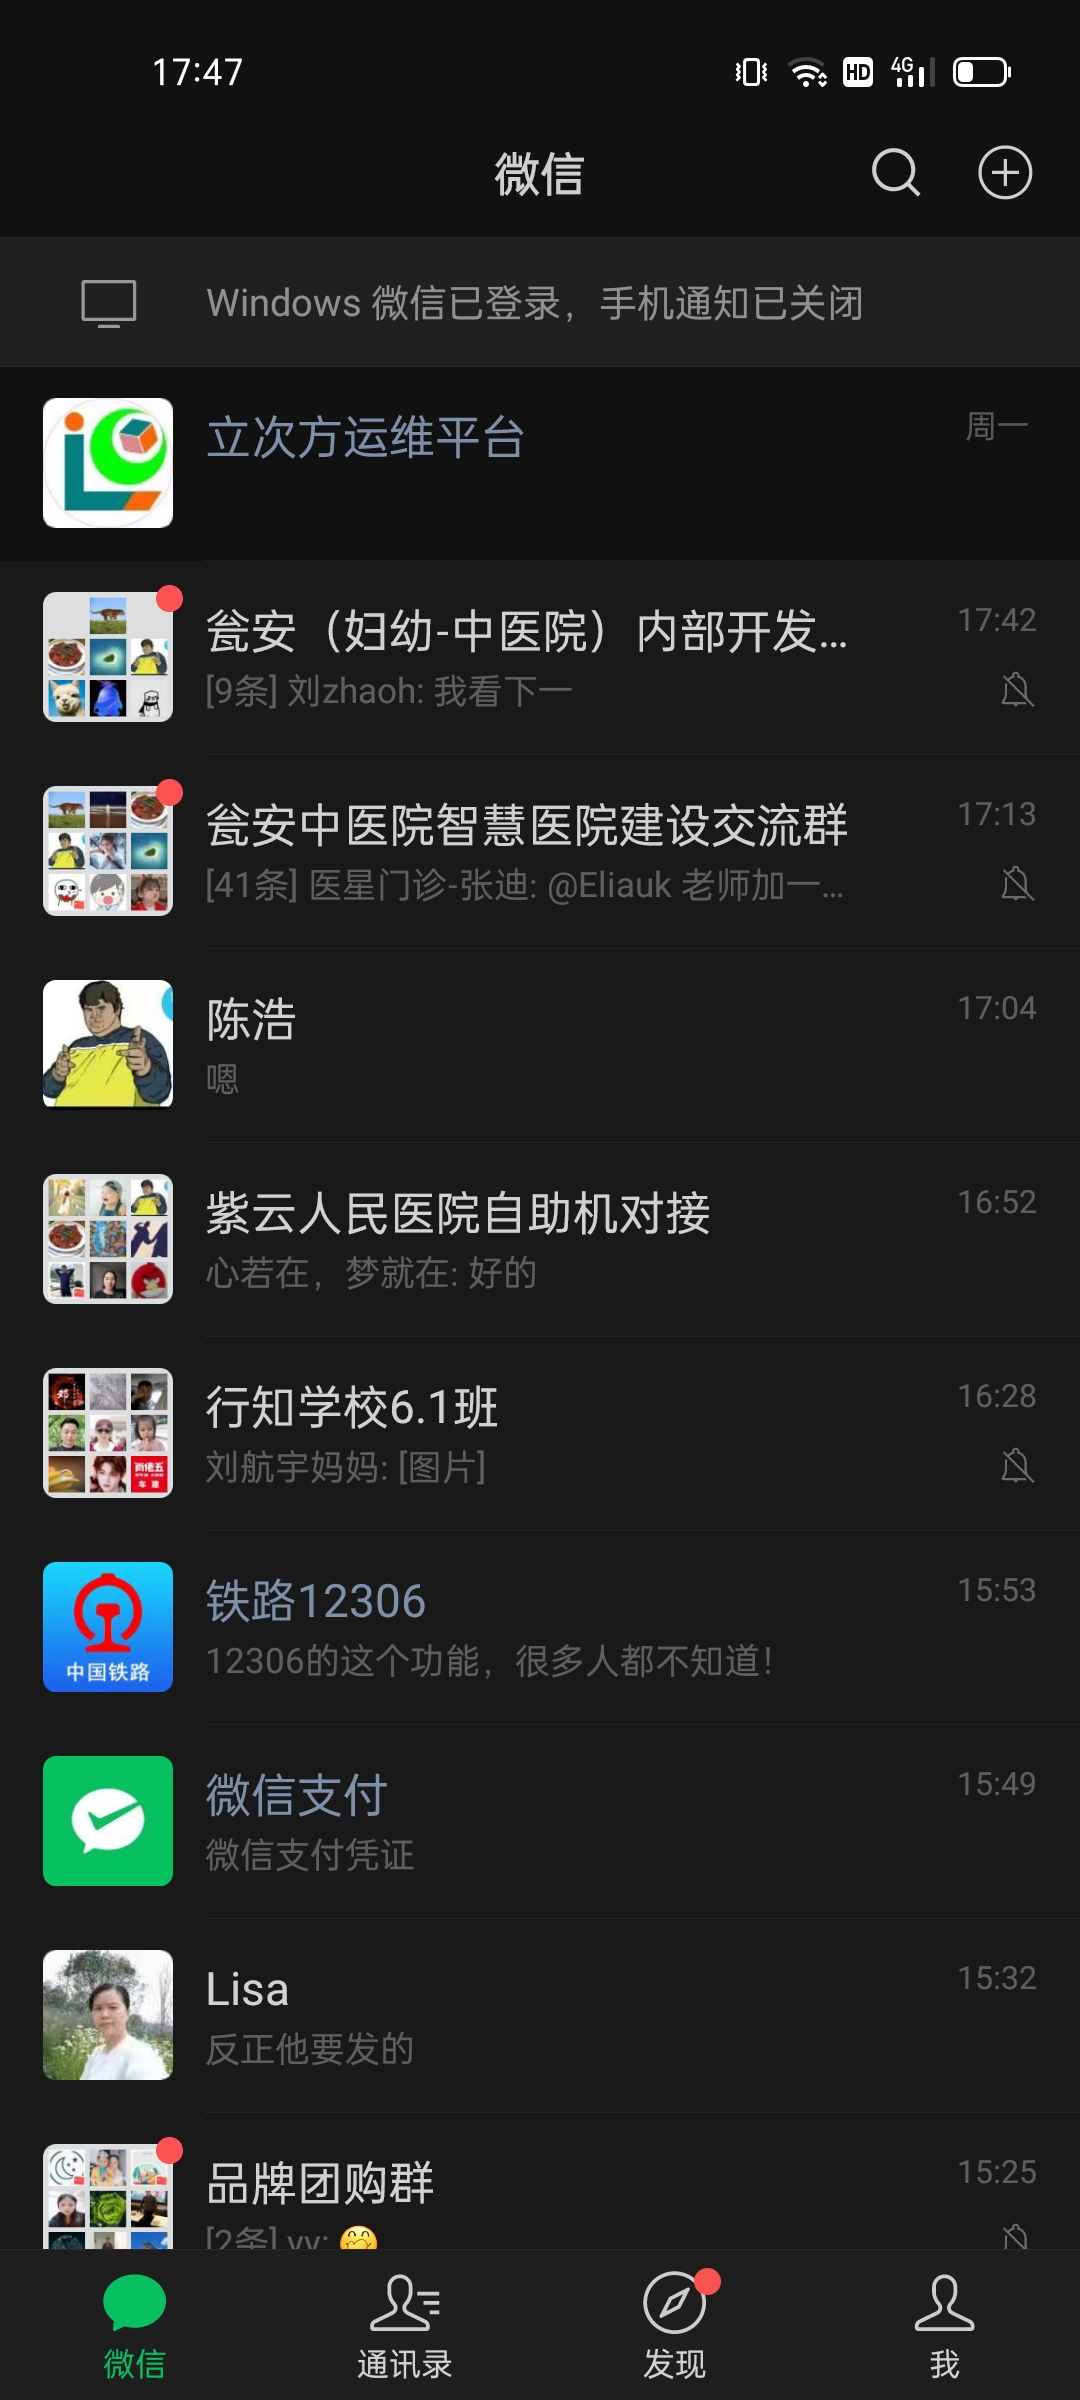 17:47
HD
4G
微信
Windows 微信已登录，手机通知已关闭
立次方运维平台
周一
瓮安（妇幼-中医院）内部开发...
17:42
[9条] 刘zhaoh: 我看下一
瓮安中医院智慧医院建设交流群
17:13
[41条] 医星门诊-张迪: @Eliauk 老师加一...
陈浩
17:04
嗯
紫云人民医院自助机对接
16:52
心若在，梦就在: 好的
行知学校6.1班
16:28
刘航宇妈妈: [图片]
铁路12306
15:53
12306的这个功能，很多人都不知道！
中国铁路
微信支付
15:49
微信支付凭证
Lisa
15:32
反正他要发的
品牌团购群
15:25
[2条] vv:
微信
通讯录
发现
我